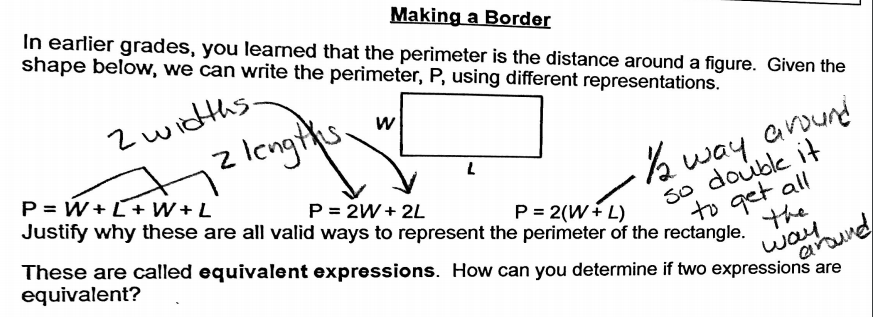 Making a Border
In earlier grades, you learned that the perimeter is the distance around a figure. Given the
shape below, we can write the perimeter, P, using different representations.
2 widths
2 lengths
W
L
1/2 way around
so double it
to get all
the
way
around
P = W + L + W + L
P = 2W + 2L
P = 2(W + L)
Justify why these are all valid ways to represent the perimeter of the rectangle.
These are called equivalent expressions. How can you determine if two expressions are
equivalent?